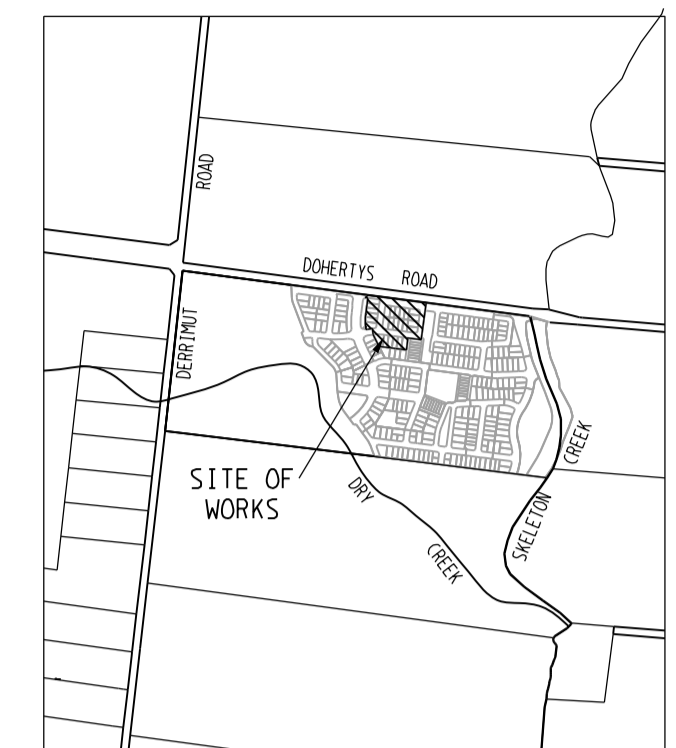 ROAD
DOHERTYS ROAD
DERRIMUT
SITE OF
WORKS
DRY
CREEK
SKELETON
CREEK